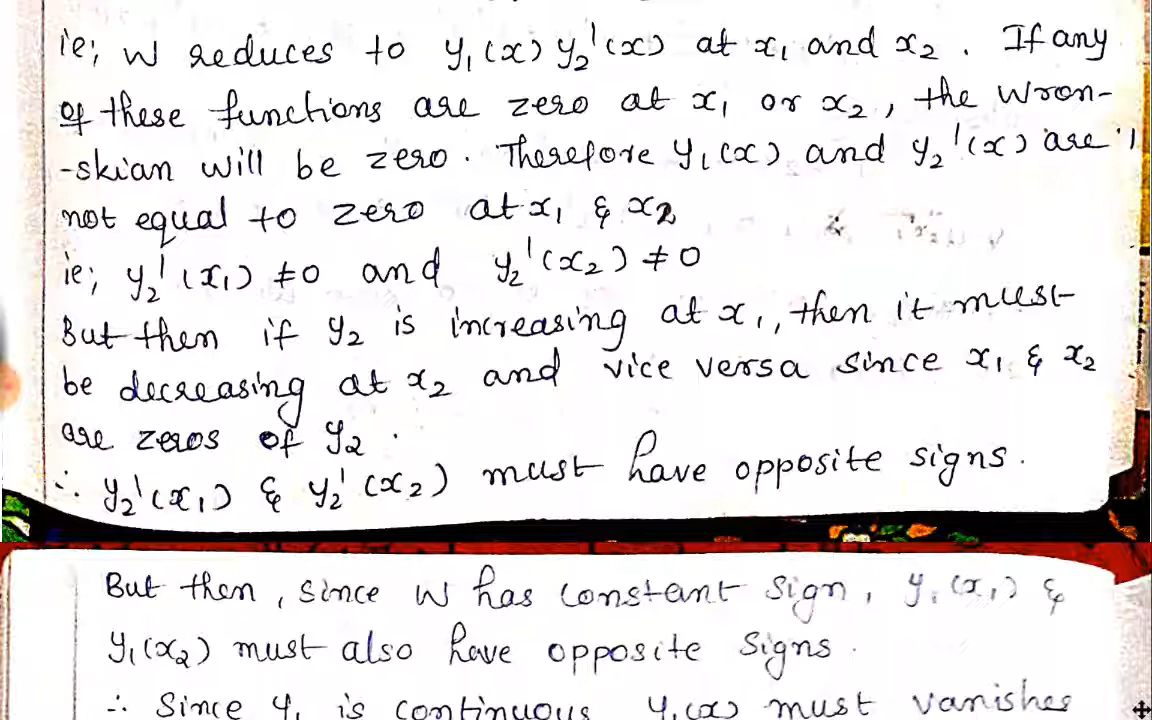 ie; W reduces to y₁(x) y₂'(x) at x₁ and x₂. If any
of these functions are zero at x₁ or x₂, the wron-
-skian will be zero. Therefore y₁(x) and y₂'(x) are
not equal to zero at x₁ & x₂
ie; y₂'(x₁) ≠0 and y₂'(x₂) ≠ 0
But then if y₂ is increasing at x₁, then it must
be decreasing at x₂ and vice versa since x₁ & x₂
are zeros of y₂.
∴ y₂'(x₁) & y₂'(x₂) must have opposite signs.
But then, since W has constant sign, y₁(x₁) &
y₁(x₂) must also have opposite signs.
∴ Since y₁ is continuous y₁(x) must vanishes